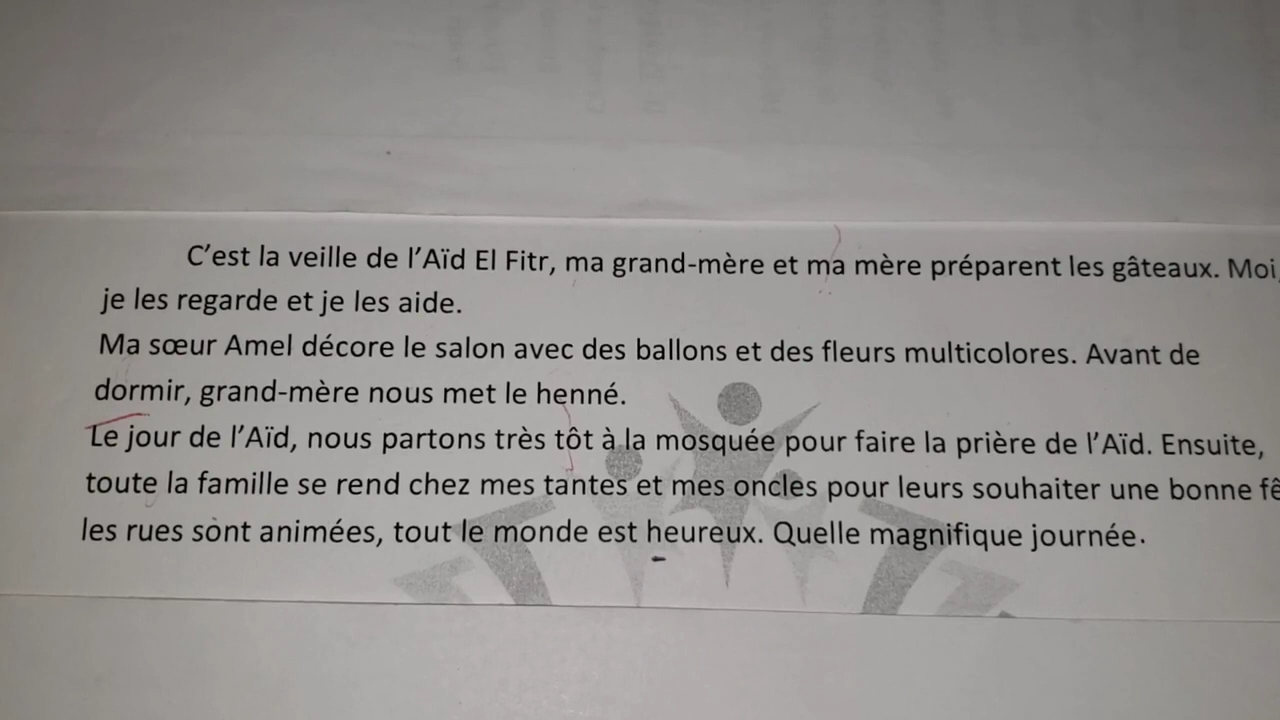 C’est la veille de l’Aïd El Fitr, ma grand-mère et ma mère préparent les gâteaux. Moi,
je les regarde et je les aide.
Ma sœur Amel décore le salon avec des ballons et des fleurs multicolores. Avant de
dormir, grand-mère nous met le henné.
Le jour de l’Aïd, nous partons très tôt à la mosquée pour faire la prière de l’Aïd. Ensuite,
toute la famille se rend chez mes tantes et mes oncles pour leurs souhaiter une bonne
les rues sont animées, tout le monde est heureux. Quelle magnifique journée.